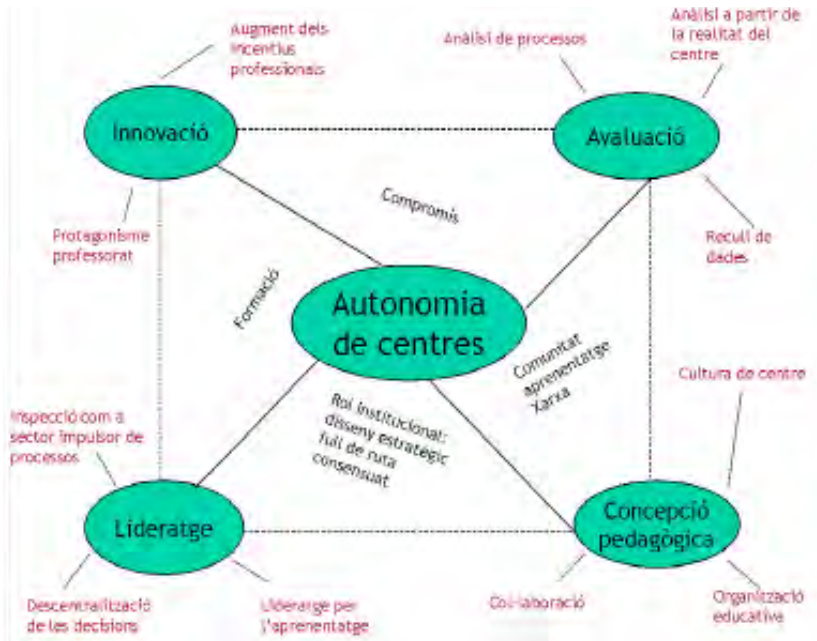 Augment dels
incentius
professionals
Anàlisi de processos
Anàlisi a partir de
la realitat del
centre
Innovació
Avaluació
Compromís
Protagonisme
professorat
Recull de
dades
Formació
Autonomia
de centres
Comunitat
aprenentatge
Xarxa
Cultura de centre
Rol institucional:
disseny estratègic
full de ruta
consensuat
Inspecció com a
sector impulsor de
processos
Lideratge
Concepció
pedagògica
Descentralització
de les decisions
Lideratge per
l'aprenentatge
Col·laboració
Organització
educativa